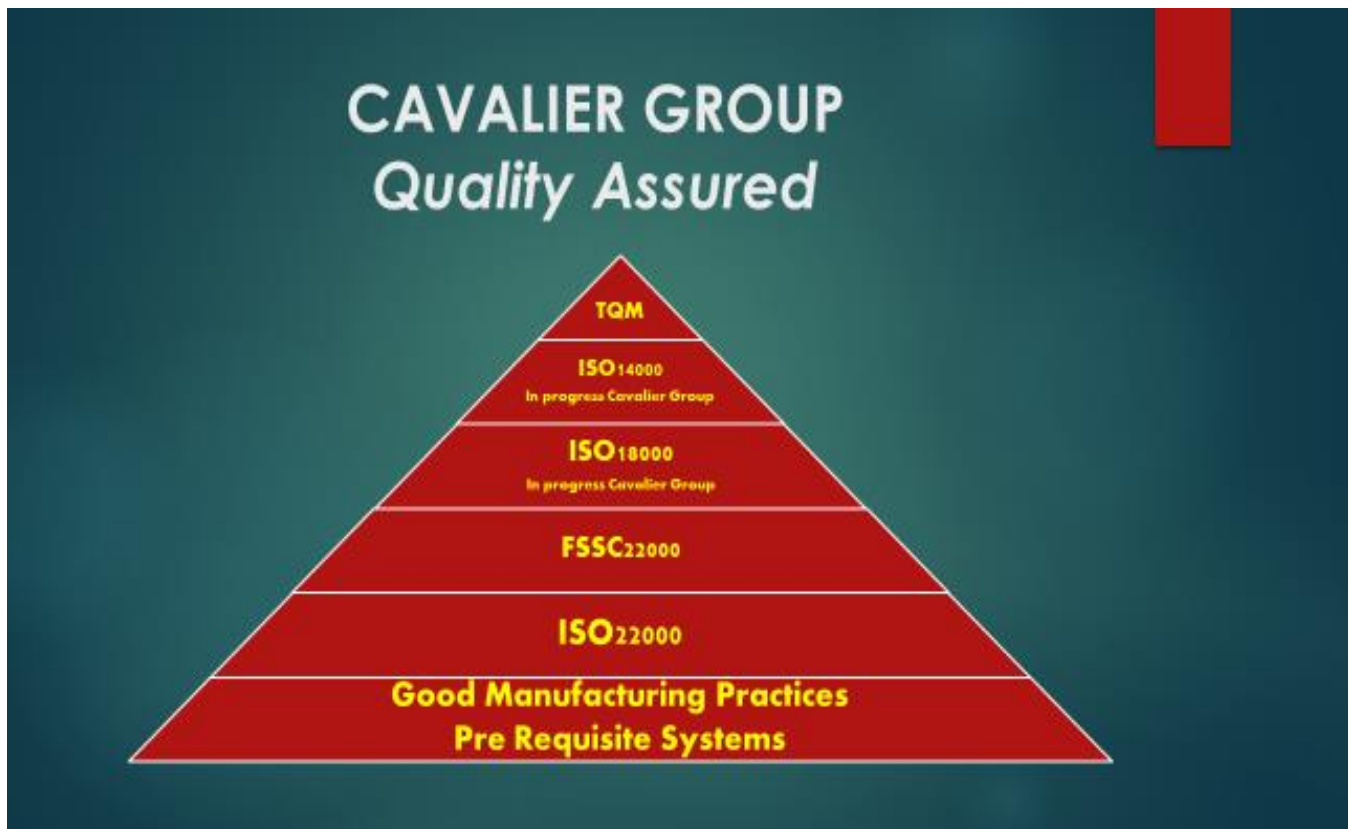 CAVALIER GROUP
Quality Assured
TQM
ISO14000
In progress Cavalier Group
ISO18000
In progress Cavalier Group
FSSC22000
ISO22000
Good Manufacturing Practices
Pre Requisite Systems